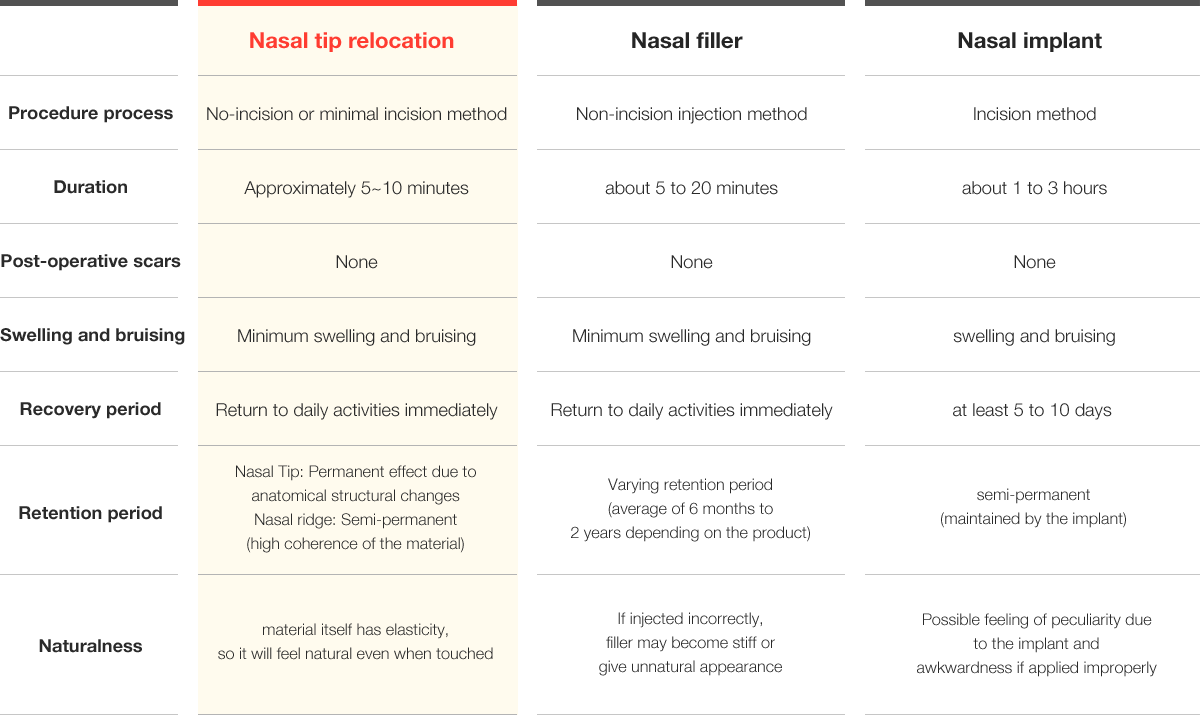 Nasal tip relocation
Nasal filler
Nasal implant
Procedure process
No-incision or minimal incision method
Non-incision injection method
Incision method
Duration
Approximately 5~10 minutes
about 5 to 20 minutes
about 1 to 3 hours
Post-operative scars
None
None
None
Swelling and bruising
Minimum swelling and bruising
Minimum swelling and bruising
swelling and bruising
Recovery period
Return to daily activities immediately
Return to daily activities immediately
at least 5 to 10 days
Retention period
Nasal Tip: Permanent effect due to
anatomical structural changes
Nasal ridge: Semi-permanent
(high coherence of the material)
Varying retention period
(average of 6 months to
2 years depending on the product)
semi-permanent
(maintained by the implant)
Naturalness
material itself has elasticity,
so it will feel natural even when touched
If injected incorrectly,
filler may become stiff or
give unnatural appearance
Possible feeling of peculiarity due
to the implant and
awkwardness if applied improperly